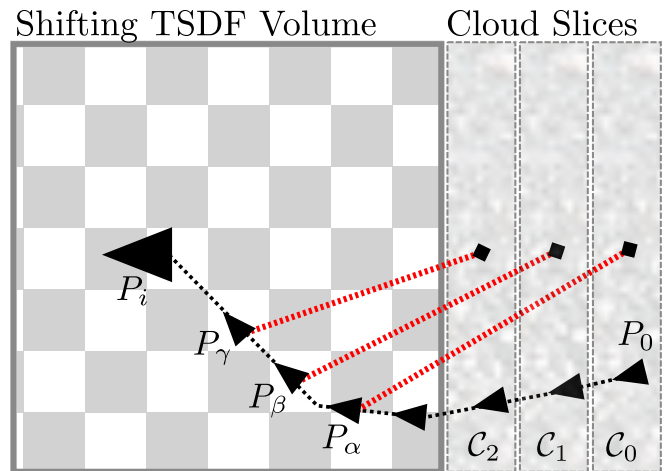 Shifting TSDF Volume Cloud Slices
P_i
P_γ
P_0
P_β
P_α
C_2 C_1 C_0